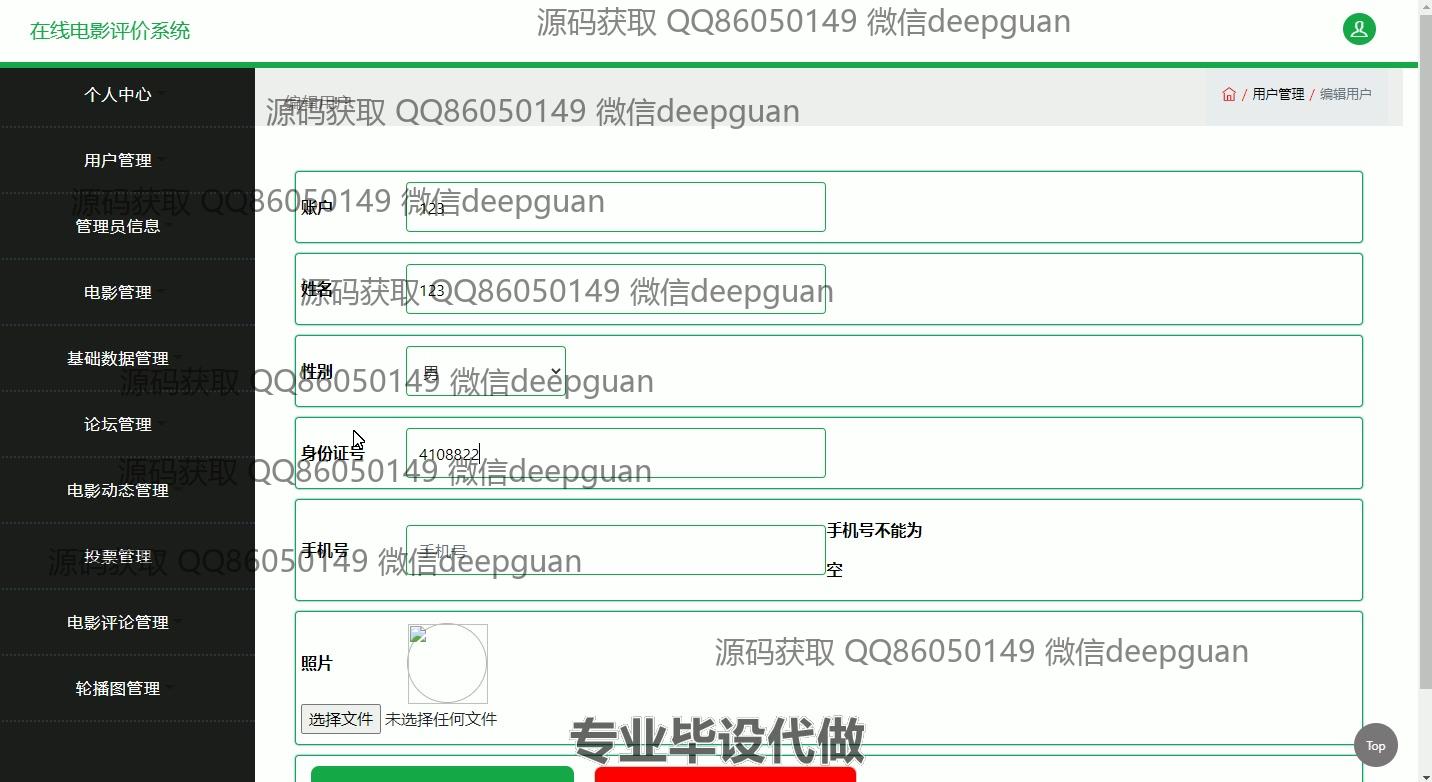 在线电影评价系统
源码获取 QQ86050149 微信deepguan
个人中心
编辑用户
/ 用户管理 / 编辑用户
源码获取 QQ86050149 微信deepguan
用户管理
源码获取 QQ86050149 微信deepguan
账户
123
管理员信息
电影管理
姓名
123
源码获取 QQ86050149 微信deepguan
基础数据管理
性别
男
源码获取 QQ86050149 微信deepguan
论坛管理
身份证号
4108822
源码获取 QQ86050149 微信deepguan
电影动态管理
手机号
手机号
手机号不能为
空
投票管理
源码获取 QQ86050149 微信deepguan
电影评论管理
照片
源码获取 QQ86050149 微信deepguan
轮播图管理
选择文件 未选择任何文件
专业毕设代做
Top